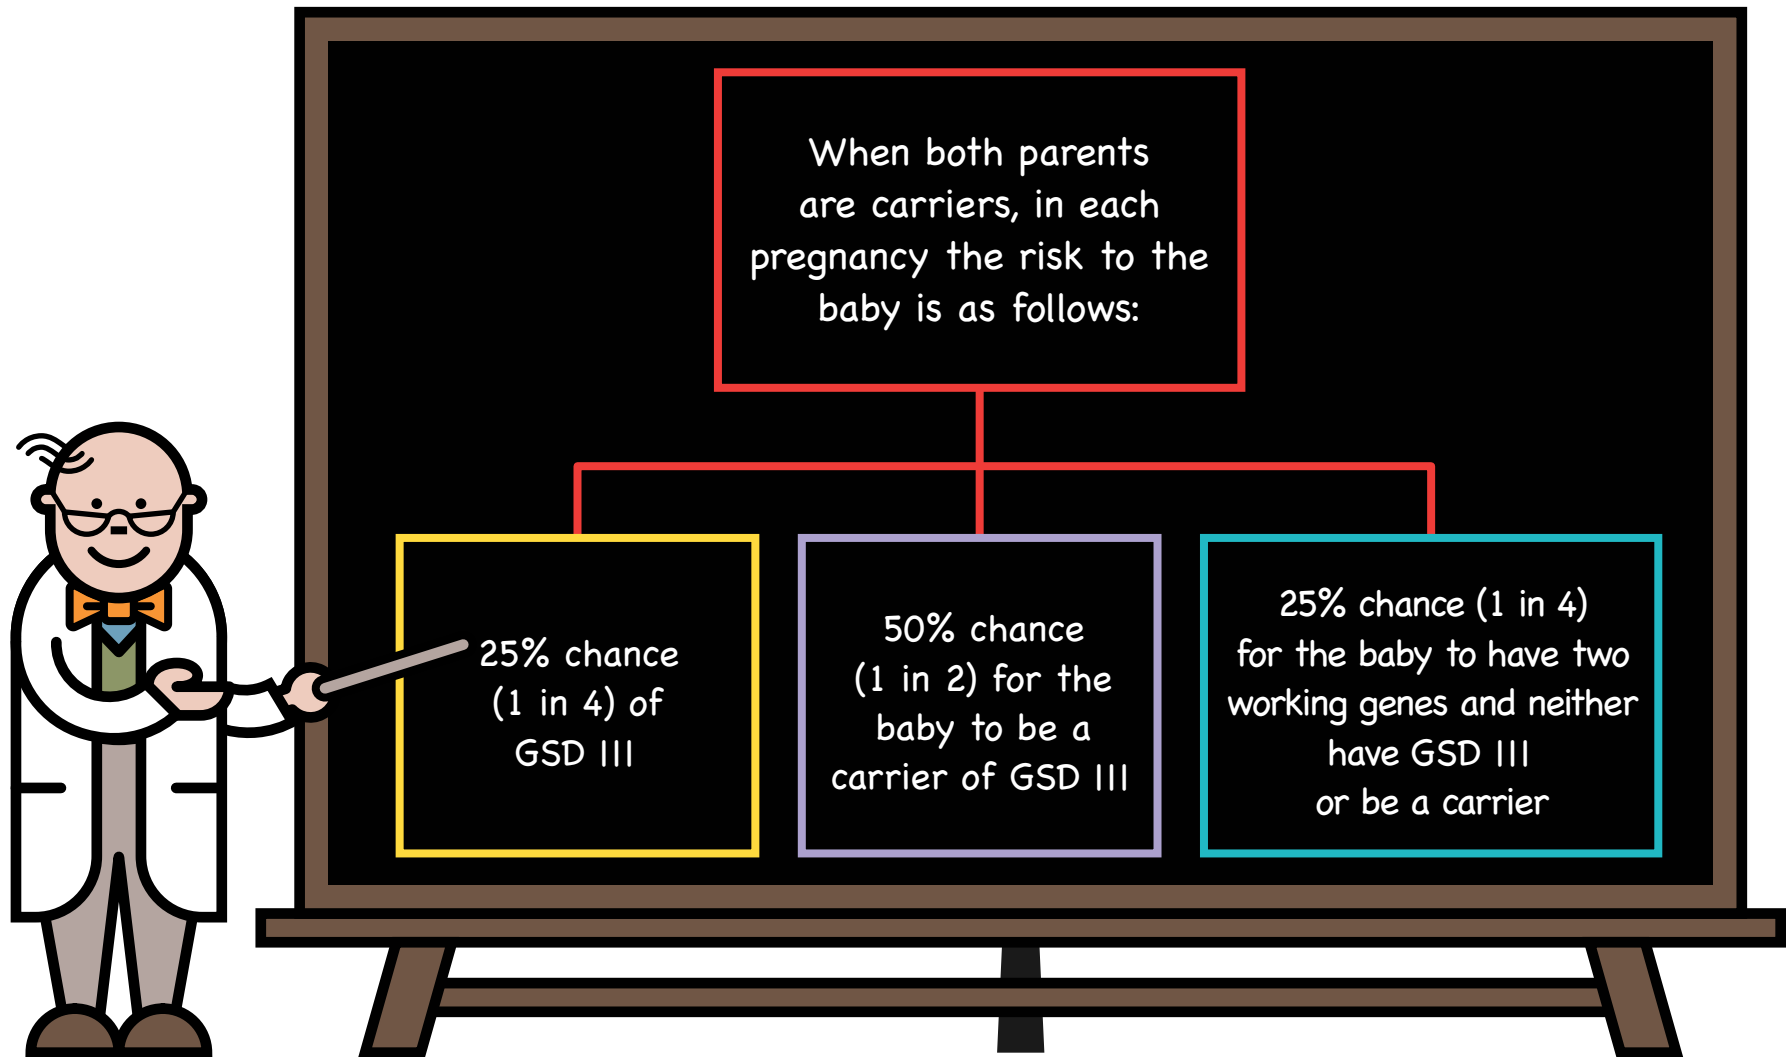 When both parents
are carriers, in each
pregnancy the risk to the
baby is as follows:
25% chance
(1 in 4) of
GSD III
50% chance
(1 in 2) for the
baby to be a
carrier of GSD III
25% chance (1 in 4)
for the baby to have two
working genes and neither
have GSD III
or be a carrier